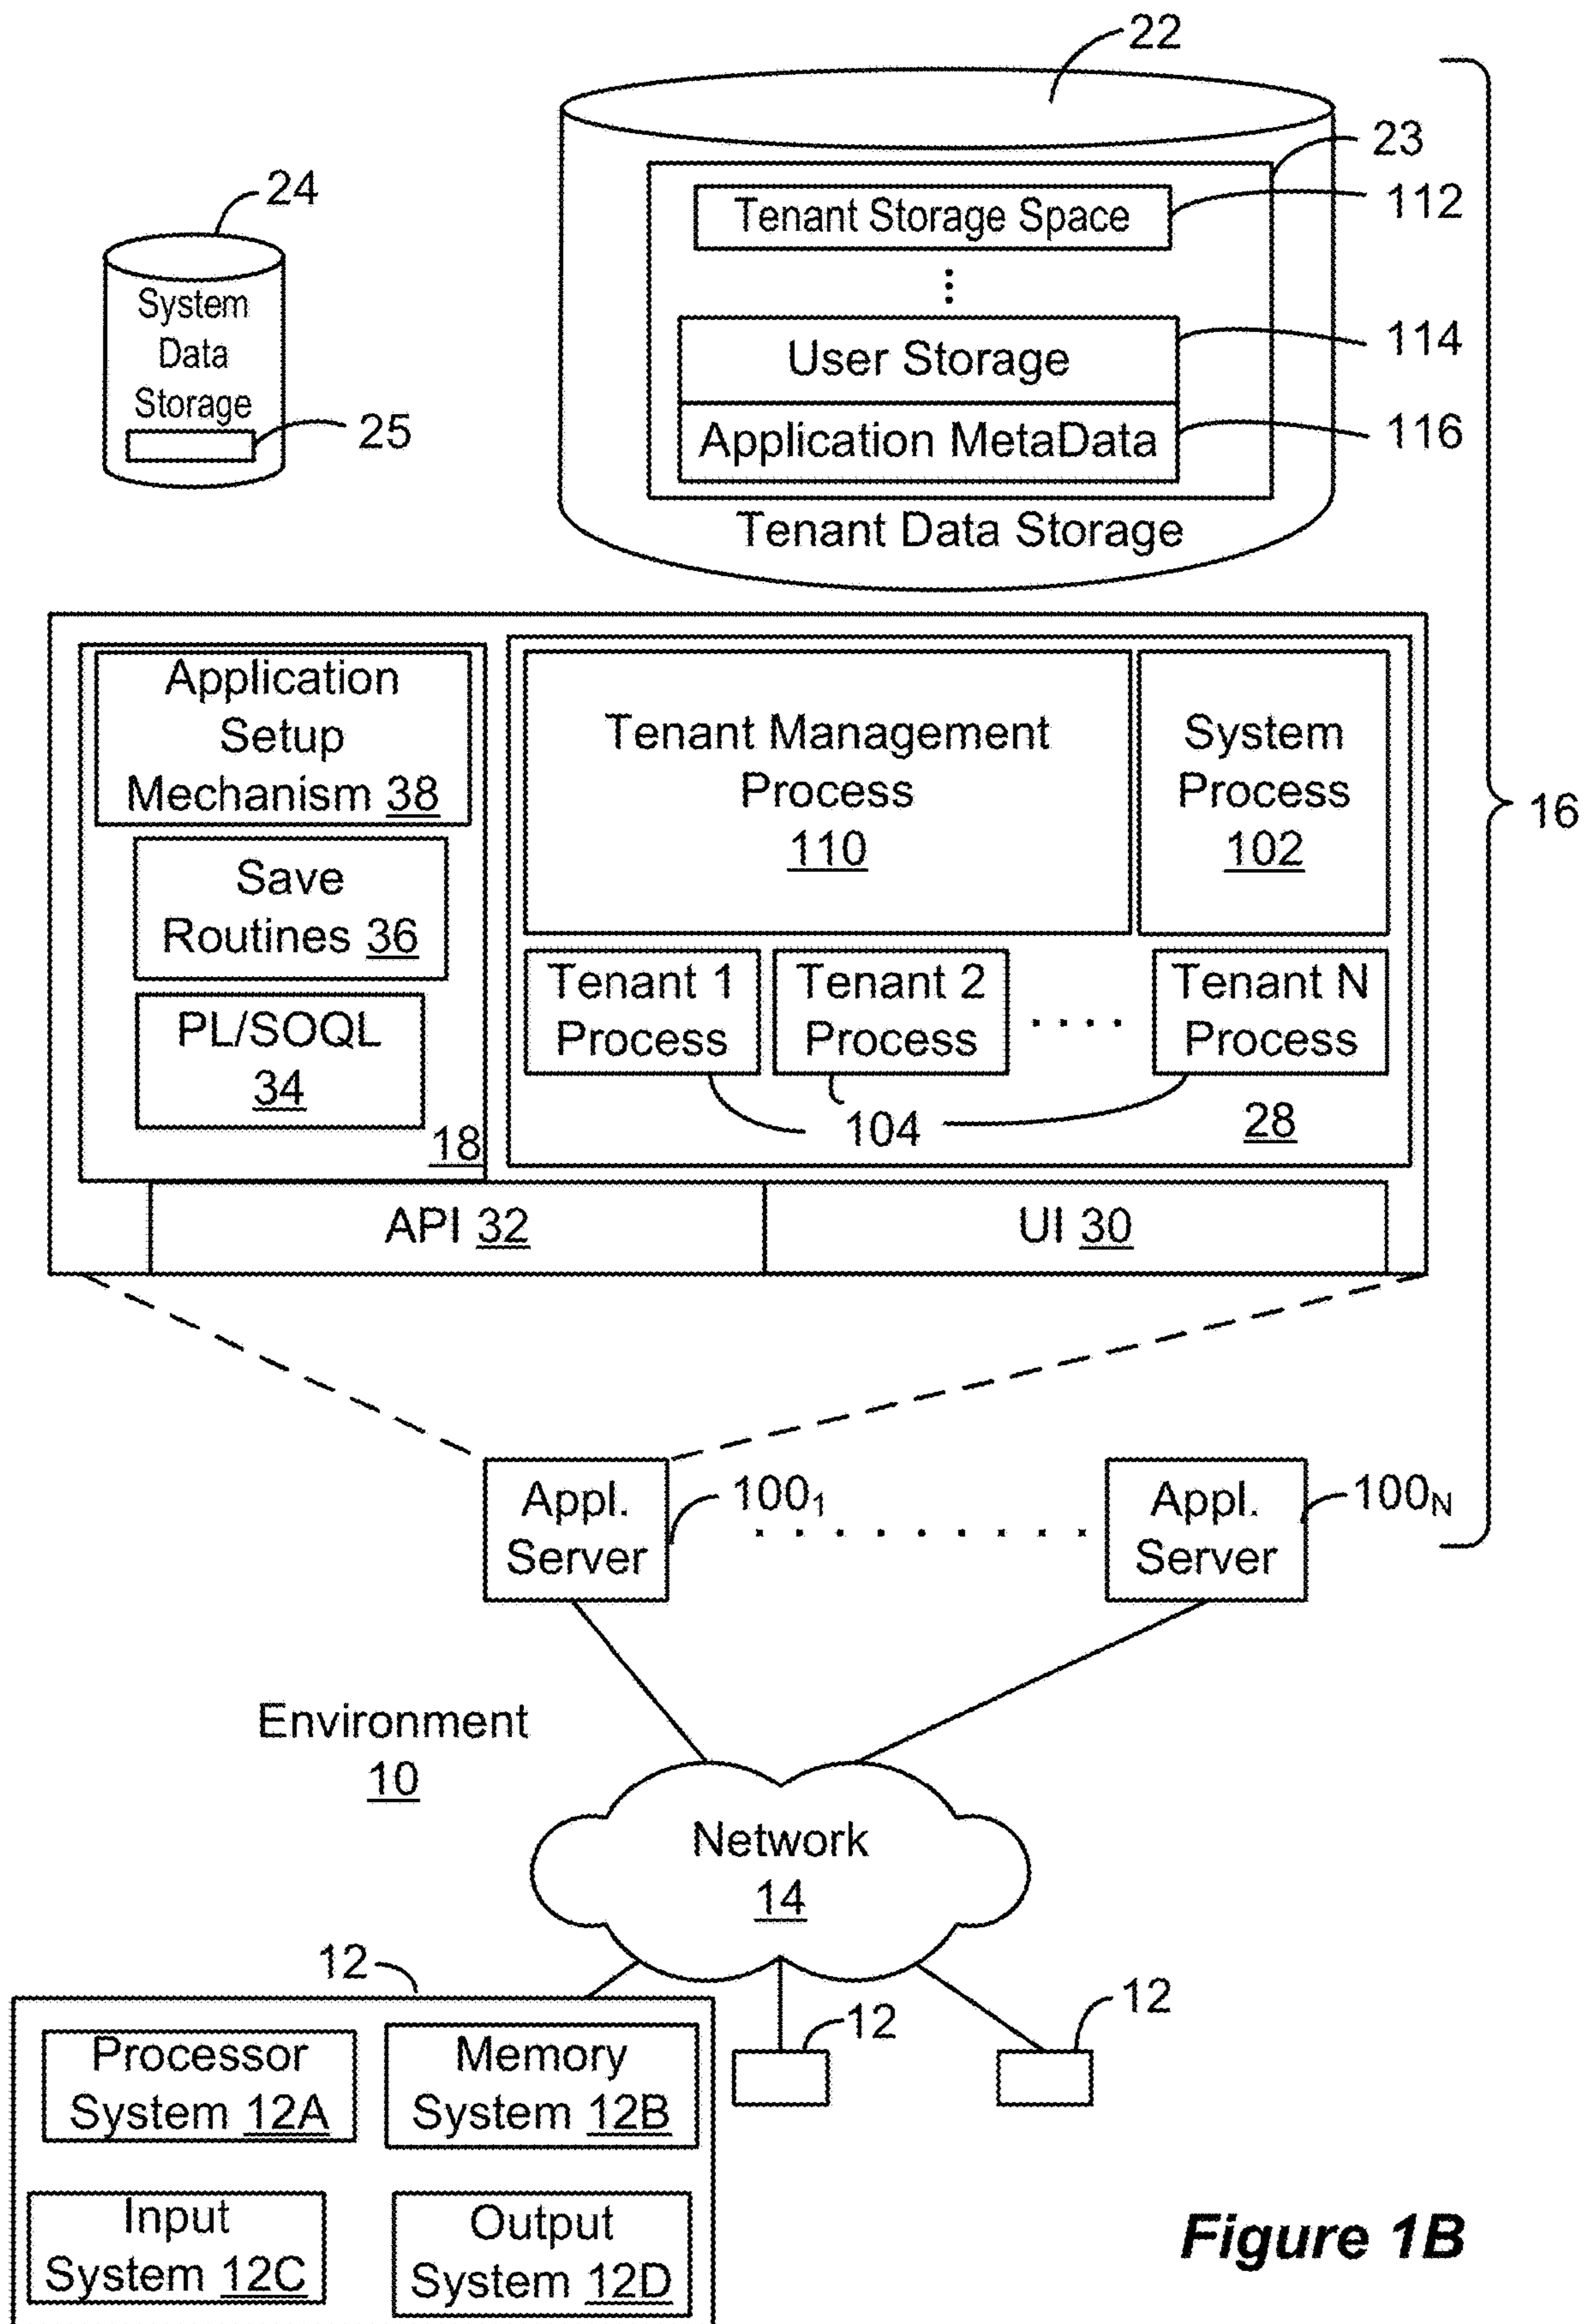 22
23
24
Tenant Storage Space
112
System
Data
Storage
25
User Storage
114
Application MetaData
116
Tenant Data Storage
Application
Setup
Mechanism 38
Tenant Management
Process
110
System
Process
102
16
Save
Routines 36
Tenant 1
Process
Tenant 2
Process
....
Tenant N
Process
PL/SOQL
34
18
104
28
API 32
UI 30
Appl.
Server
100₁
Appl.
Server
100N
Environment
10
Network
14
12
12
12
Processor
System 12A
Memory
System 12B
Input
System 12C
Output
System 12D
Figure 1B